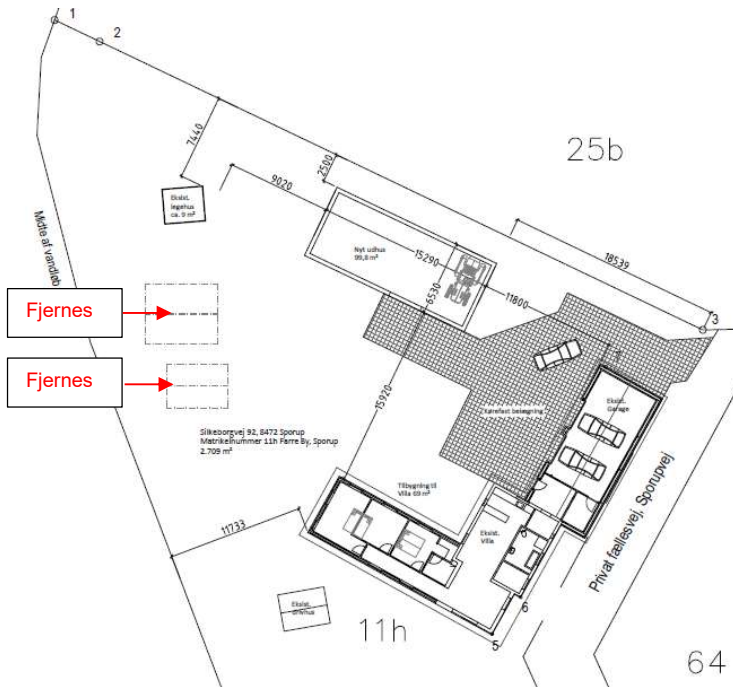 1
2
25b
7440
2500
9020
Eksist.
legehus
ca. 9 m²
Midte af vandløb
Nyt udhus
99,8 m²
15290
6530
11800
18539
3
7
Fjernes
Fjernes
Eksist.
Garage
Kørefast belægning
15920
Silkeborgvej 92, 8472 Sporup
Matrikelnummer 11h Farre By, Sporup
2.709 m²
Tilbygning til
Villa 69 m²
Eksist.
Villa
Privat fællesvej, Sporupvej
11733
Eksist.
drivhus
11h
6
5
64